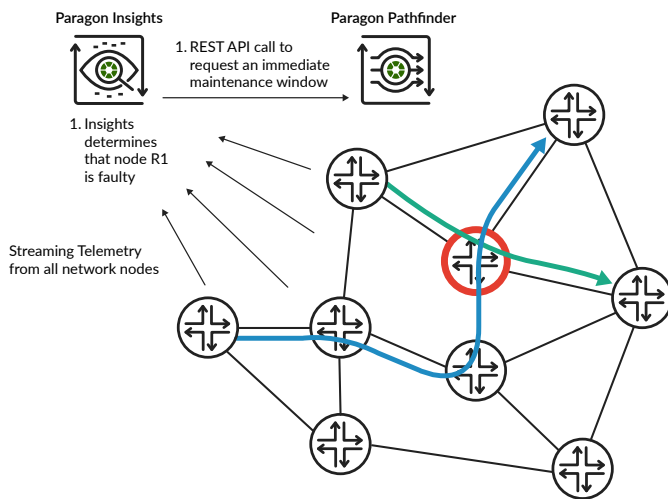 Paragon Insights
Paragon Pathfinder
1. REST API call to
request an immediate
maintenance window
1. Insights
determines
that node R1
is faulty
Streaming Telemetry
from all network nodes